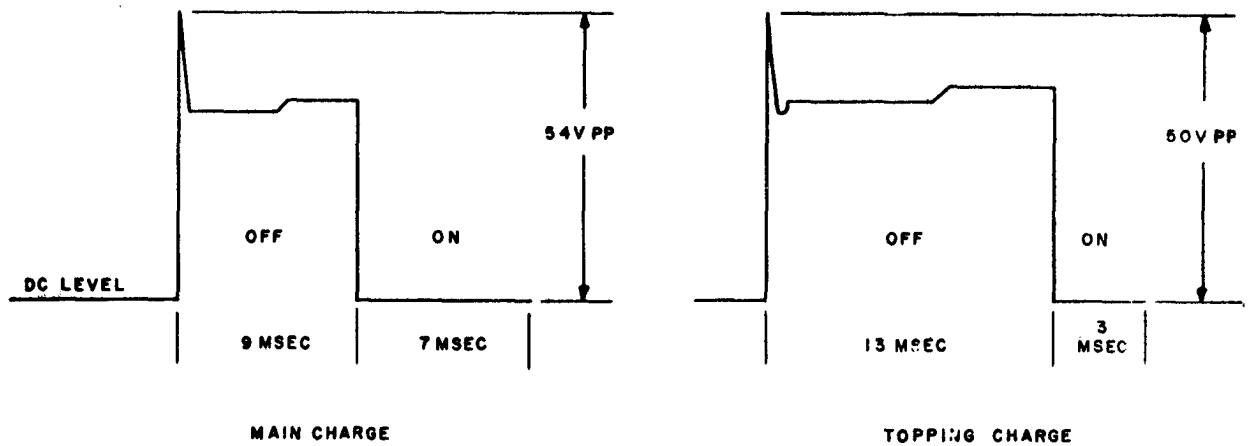 54V PP
50V PP
OFF
ON
OFF
ON
DC LEVEL
9 MSEC
7 MSEC
13 MSEC
3
MSEC
MAIN CHARGE
TOPPING CHARGE